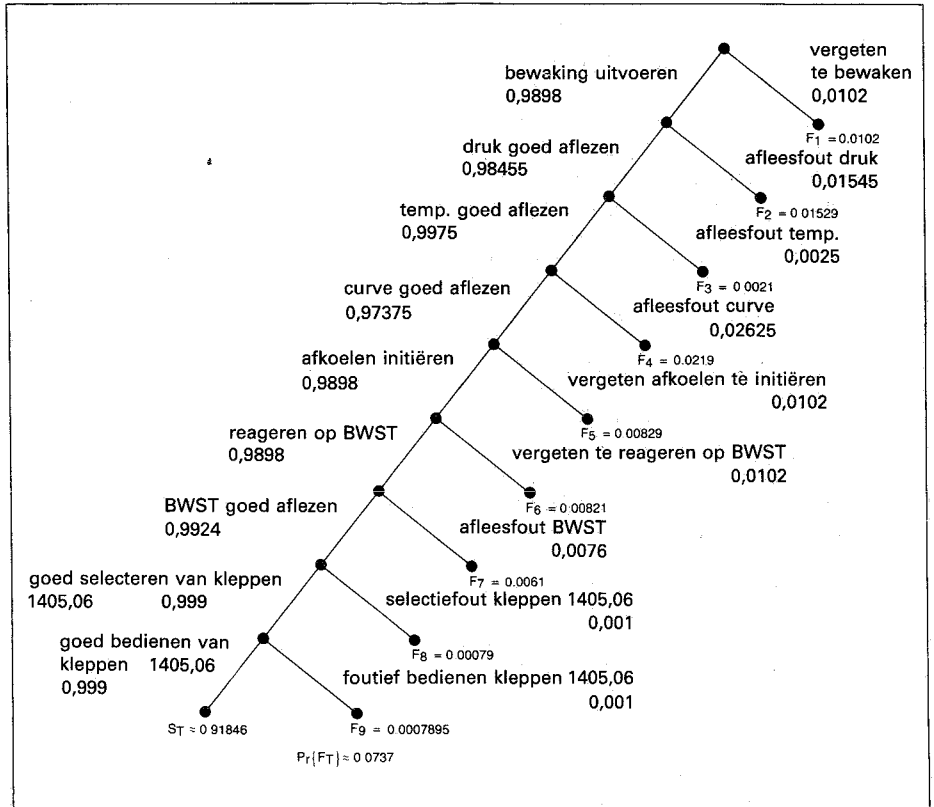 vergeten
te bewaken
0,0102
bewaking uitvoeren
0,9898
F1 = 0.0102
druk goed aflezen
0,98455
afleesfout druk
0,01545
F2 = 0 01529
temp. goed aflezen
0,9975
afleesfout temp.
0,0025
F3 = 0 0021
curve goed aflezen
0,97375
afleesfout curve
0,02625
F4 = 0.0219
afkoelen initiëren
0,9898
vergeten afkoelen te initiëren
0,0102
F5 = 0 00829
reageren op BWST
0,9898
vergeten te reageren op BWST
0,0102
F6 = 0:00821
BWST goed aflezen
0,9924
afleesfout BWST
0,0076
F7 = 0.0061
goed selecteren van kleppen
1405,06 0,999
selectiefout kleppen 1405,06
0,001
F8 = 0 00079
goed bedienen van
kleppen 1405,06
0,999
foutief bedienen kleppen 1405,06
0,001
ST ≈ 0 91846
F9 = 0.0007895
Pr{FT} ≈ 0 0737